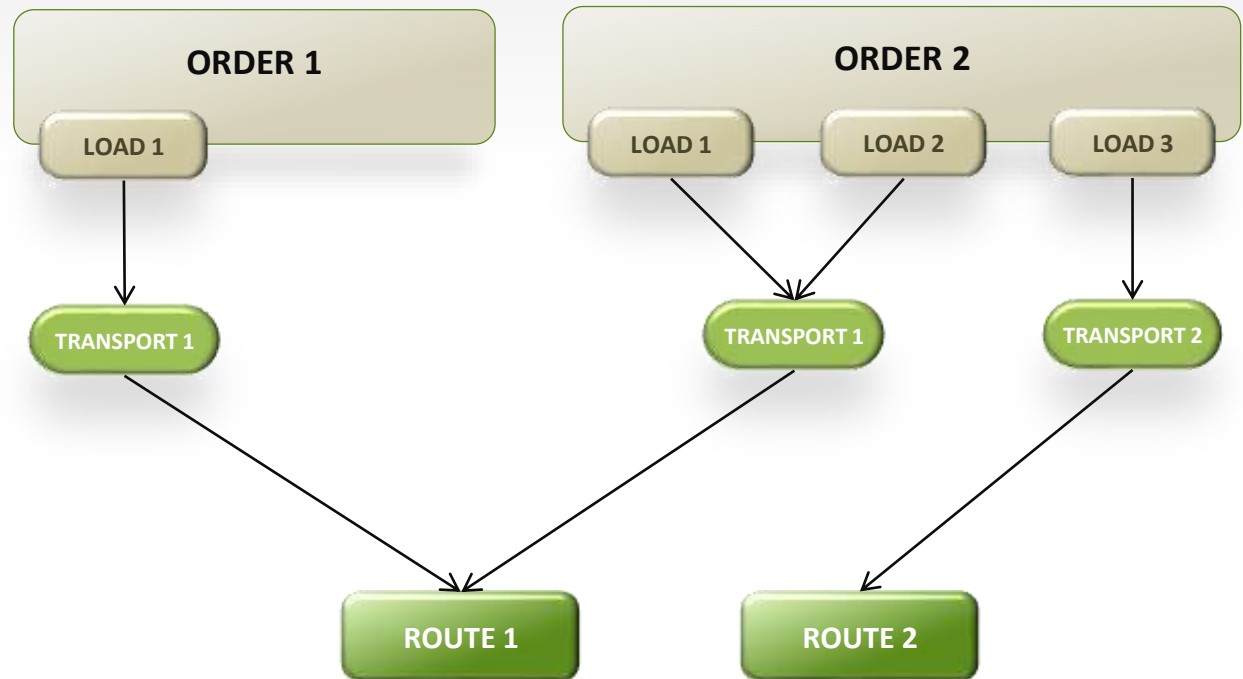 ORDER 1
ORDER 2
LOAD 1
LOAD 1
LOAD 2
LOAD 3
TRANSPORT 1
TRANSPORT 1
TRANSPORT 2
ROUTE 1
ROUTE 2